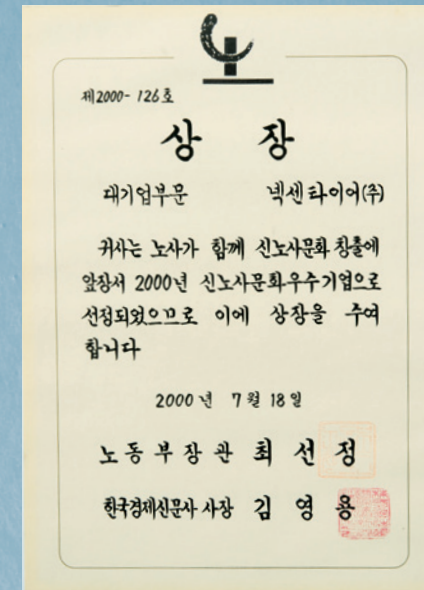 제2000-126호
상 장
대기업부문 넥센타이어(주)
귀사는 노사가 함께 신노사문화 창출에
앞장서 2000년 신노사문화우수기업으로
선정되었으므로 이에 상장을 주여
합니다
2000년 7월 18일
노동부장관 최 선 정
한국경제신문사 사장 김 영 용